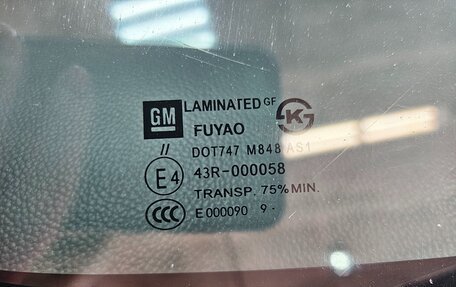 GM LAMINATED GF
FUYAO
// DOT747 M848 AS1
E4 43R-000058
TRANSP. 75% MIN.
CCC E000090 9 .